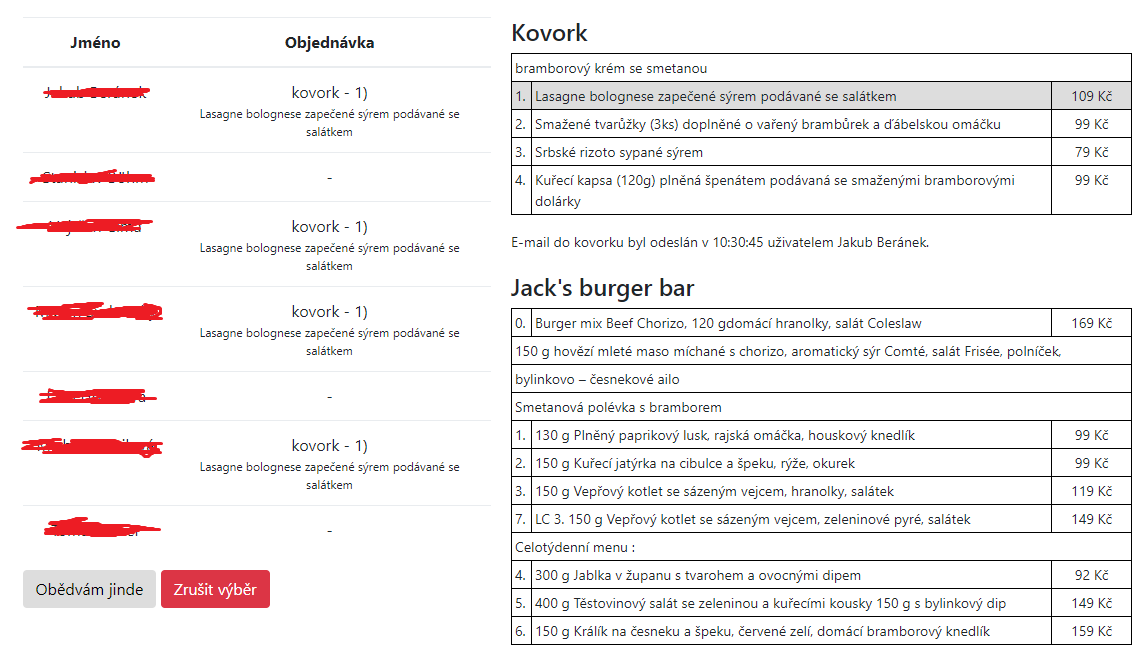 Jméno Objednávka
kovork - 1)
Lasagne bolognese zapečené sýrem podávané se
salátkem
-
kovork - 1)
Lasagne bolognese zapečené sýrem podávané se
salátkem
kovork - 1)
Lasagne bolognese zapečené sýrem podávané se
salátkem
-
kovork - 1)
Lasagne bolognese zapečené sýrem podávané se
salátkem
-
Obědvám jinde Zrušit výběr
Kovork
bramborový krém se smetanou
1. Lasagne bolognese zapečené sýrem podávané se salátkem 109 Kč
2. Smažené tvarůžky (3ks) doplněné o vařený brambůrek a ďábelskou omáčku 99 Kč
3. Srbské rizoto sypané sýrem 79 Kč
4. Kuřecí kapsa (120g) plněná špenátem podávaná se smaženými bramborovými 99 Kč
dolárky
E-mail do kovorku byl odeslán v 10:30:45 uživatelem Jakub Beránek.
Jack's burger bar
0. Burger mix Beef Chorizo, 120 gdomácí hranolky, salát Coleslaw 169 Kč
150 g hovězí mleté maso míchané s chorizo, aromatický sýr Comté, salát Frisée, polníček,
bylinkovo – česnekové ailo
Smetanová polévka s bramborem
1. 130 g Plněný paprikový lusk, rajská omáčka, houskový knedlík 99 Kč
2. 150 g Kuřecí jatýrka na cibulce a špeku, rýže, okurek 99 Kč
3. 150 g Vepřový kotlet se sázeným vejcem, hranolky, salátek 119 Kč
7. LC 3. 150 g Vepřový kotlet se sázeným vejcem, zeleninové pyré, salátek 149 Kč
Celotýdenní menu :
4. 300 g Jablka v županu s tvarohem a ovocnými dipem 92 Kč
5. 400 g Těstovinový salát se zeleninou a kuřecími kousky 150 g s bylinkový dip 149 Kč
6. 150 g Králík na česneku a špeku, červené zelí, domácí bramborový knedlík 159 Kč